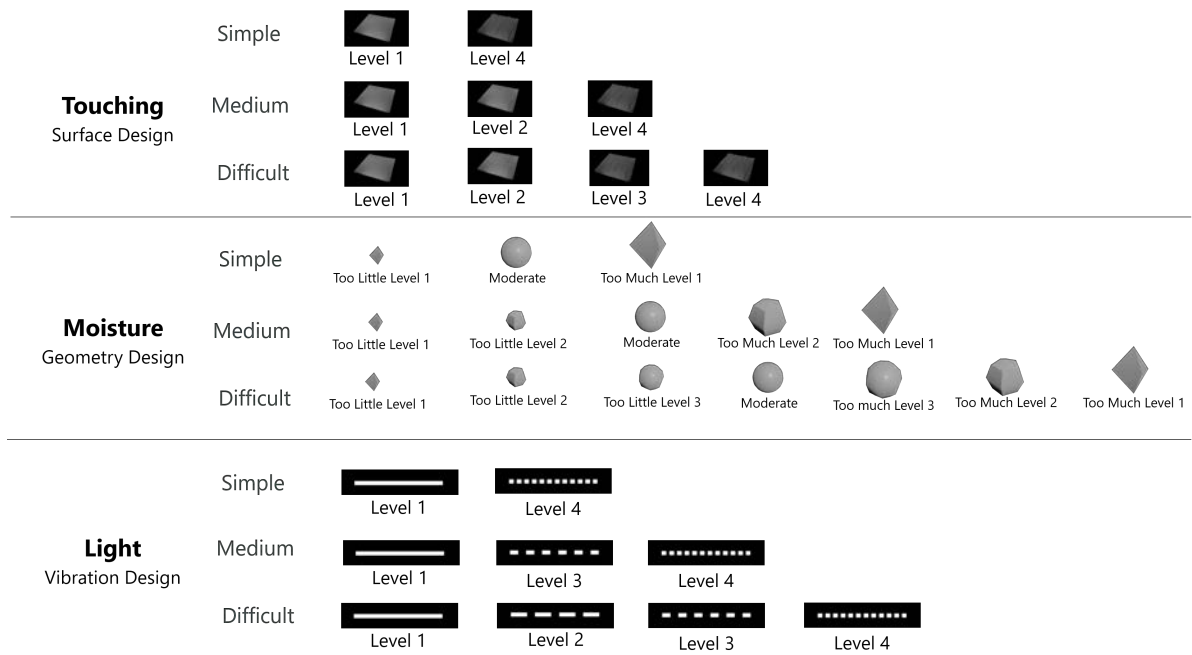 Simple
Level 1 Level 4
Touching
Surface Design
Medium
Level 1 Level 2 Level 4
Difficult
Level 1 Level 2 Level 3 Level 4
Simple
Too Little Level 1 Moderate Too Much Level 1
Moisture
Geometry Design
Medium
Too Little Level 1 Too Little Level 2 Moderate Too Much Level 2 Too Much Level 1
Difficult
Too Little Level 1 Too Little Level 2 Too Little Level 3 Moderate Too much Level 3 Too Much Level 2 Too Much Level 1
Simple
Level 1 Level 4
Light
Vibration Design
Medium
Level 1 Level 3 Level 4
Difficult
Level 1 Level 2 Level 3 Level 4